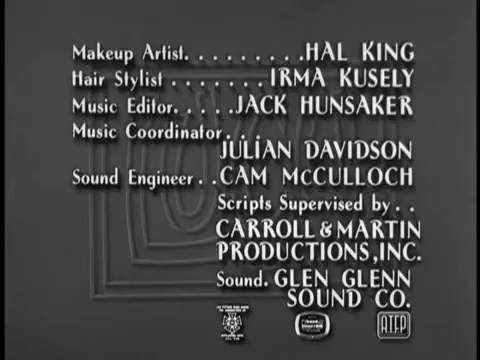 Makeup Artist. . . . . . . . .HAL KING
Hair Stylist . . . . . . . IRMA KUSELY
Music Editor. . . . .JACK HUNSAKER
Music Coordinator. . .
JULIAN DAVIDSON
Sound Engineer . . CAM McCULLOCH
Scripts Supervised by . .
CARROLL & MARTIN
PRODUCTIONS, INC.
Sound. GLEN GLENN
SOUND CO.
A.T.F.P